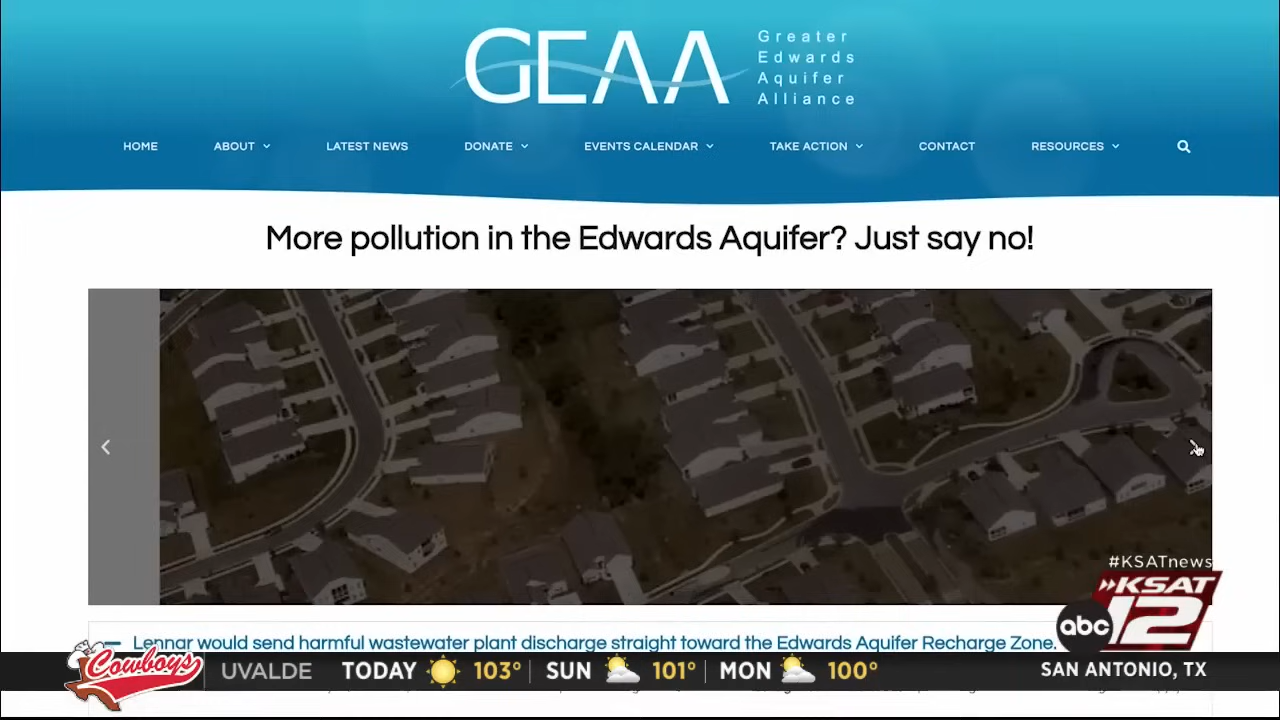 GEAA
Greater
Edwards
Aquifer
Alliance
HOME ABOUT LATEST NEWS DONATE EVENTS CALENDAR TAKE ACTION CONTACT RESOURCES
More pollution in the Edwards Aquifer? Just say no!
#KSATnews
KSAT
abc 12
Lennar would send harmful wastewater plant discharge straight toward the Edwards Aquifer Recharge Zone.
Cowboys UVALDE TODAY 103° SUN 101° MON 100° SAN ANTONIO, TX